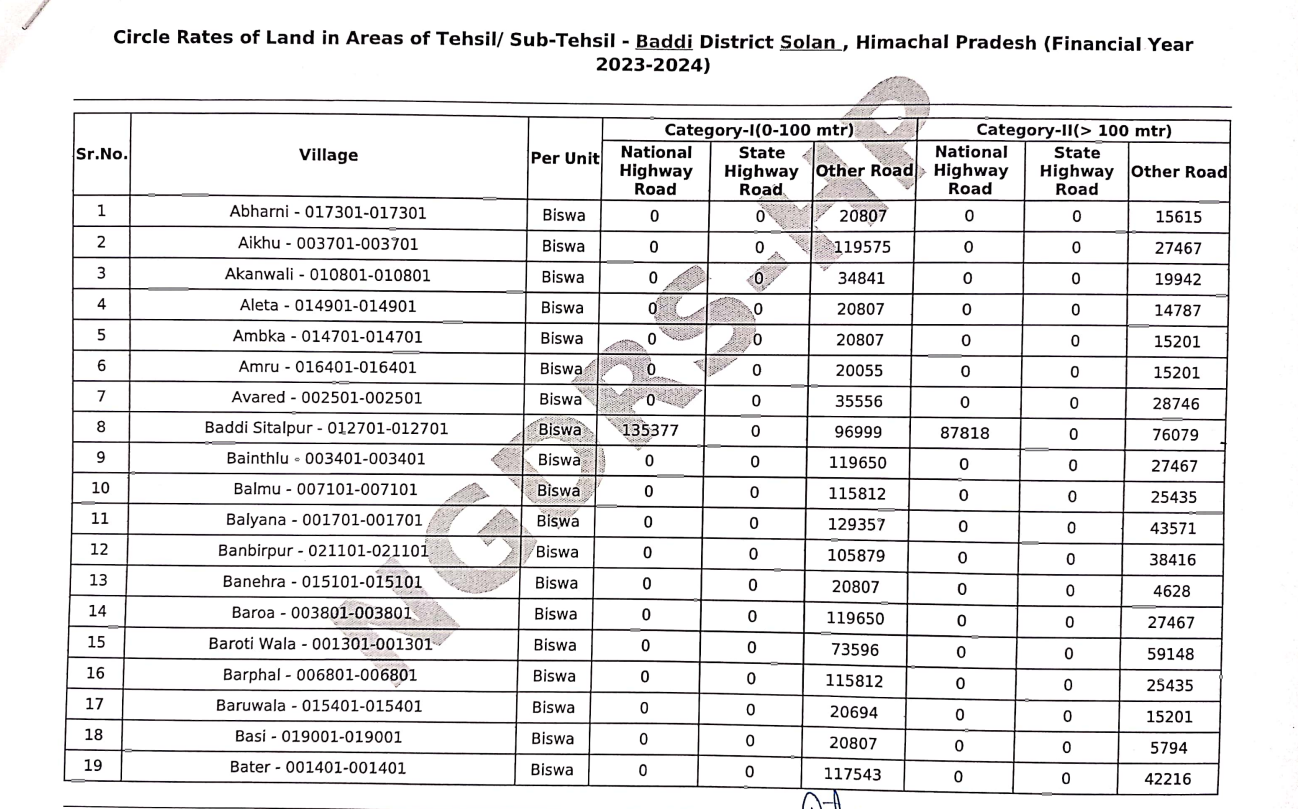 Circle Rates of Land in Areas of Tehsil/ Sub-Tehsil - Baddi District Solan , Himachal Pradesh (Financial Year
2023-2024)
Sr.No. Village Per Unit Category-I(0-100 mtr) Category-II(> 100 mtr)
National Highway Road State Highway Road Other Road National Highway Road State Highway Road Other Road
1 Abharni - 017301-017301 Biswa 0 0 20807 0 0 15615
2 Aikhu - 003701-003701 Biswa 0 0 119575 0 0 27467
3 Akanwali - 010801-010801 Biswa 0 0 34841 0 0 19942
4 Aleta - 014901-014901 Biswa 0 0 20807 0 0 14787
5 Ambka - 014701-014701 Biswa 0 0 20807 0 0 15201
6 Amru - 016401-016401 Biswa 0 0 20055 0 0 15201
7 Avared - 002501-002501 Biswa 0 0 35556 0 0 28746
8 Baddi Sitalpur - 012701-012701 Biswa 135377 0 96999 87818 0 76079
9 Bainthlu - 003401-003401 Biswa 0 0 119650 0 0 27467
10 Balmu - 007101-007101 Biswa 0 0 115812 0 0 25435
11 Balyana - 001701-001701 Biswa 0 0 129357 0 0 43571
12 Banbirpur - 021101-021101 Biswa 0 0 105879 0 0 38416
13 Banehra - 015101-015101 Biswa 0 0 20807 0 0 4628
14 Baroa - 003801-003801 Biswa 0 0 119650 0 0 27467
15 Baroti Wala - 001301-001301 Biswa 0 0 73596 0 0 59148
16 Barphal - 006801-006801 Biswa 0 0 115812 0 0 25435
17 Baruwala - 015401-015401 Biswa 0 0 20694 0 0 15201
18 Basi - 019001-019001 Biswa 0 0 20807 0 0 5794
19 Bater - 001401-001401 Biswa 0 0 117543 0 0 42216
NGDRS-HP